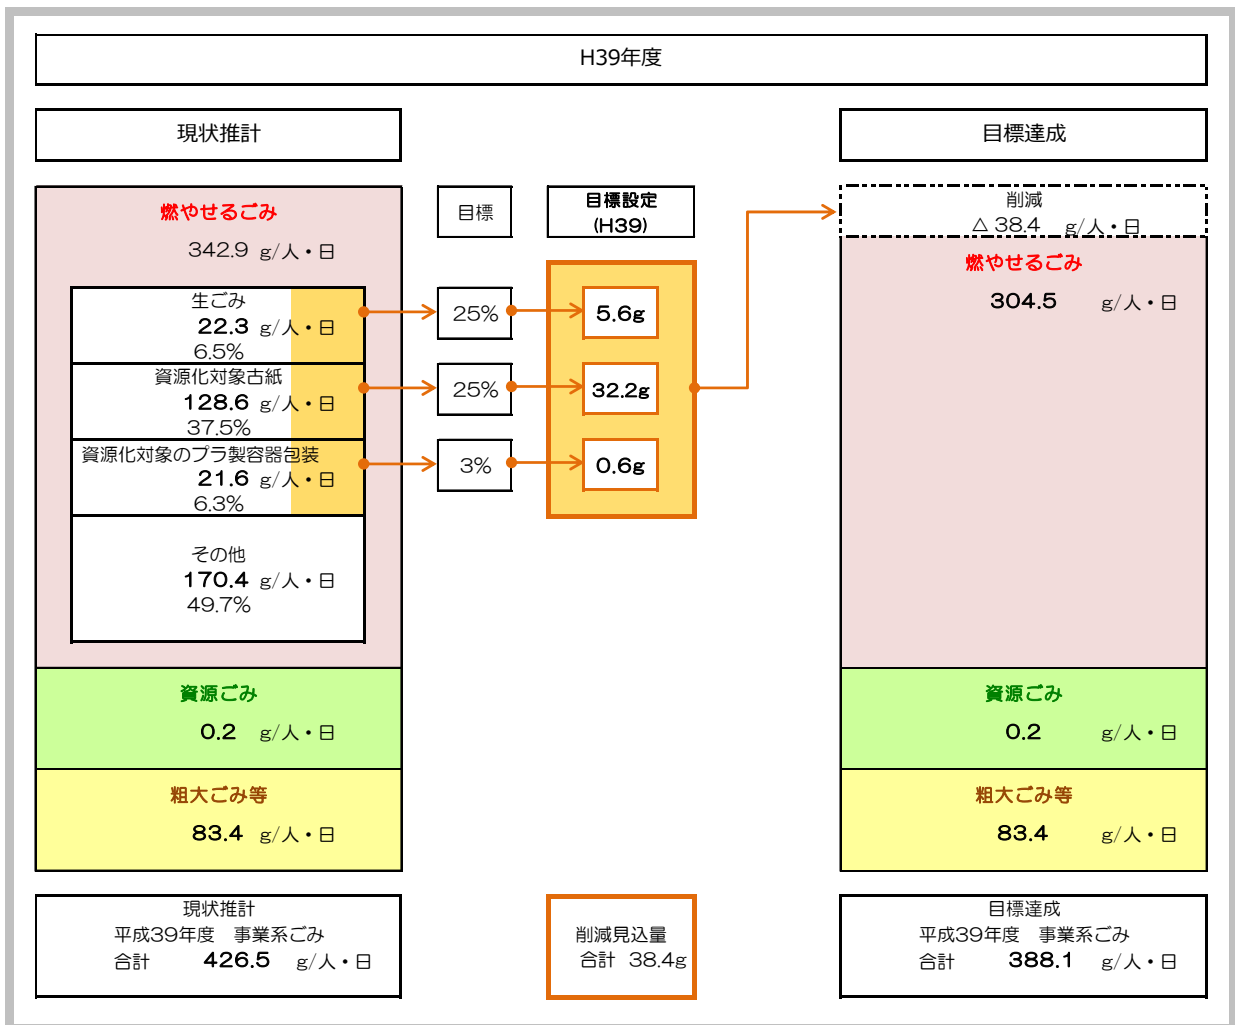 H39年度
現状推計
目標達成
燃やせるごみ
342.9 g/人・日
目標
目標設定
(H39)
削減
△ 38.4 g/人・日
燃やせるごみ
304.5 g/人・日
生ごみ
22.3 g/人・日
6.5%
25%
5.6g
資源化対象古紙
128.6 g/人・日
37.5%
25%
32.2g
資源化対象のプラ製容器包装
21.6 g/人・日
6.3%
3%
0.6g
その他
170.4 g/人・日
49.7%
資源ごみ
0.2 g/人・日
資源ごみ
0.2 g/人・日
粗大ごみ等
83.4 g/人・日
粗大ごみ等
83.4 g/人・日
現状推計
平成39年度 事業系ごみ
合計 426.5 g/人・日
削減見込量
合計 38.4g
目標達成
平成39年度 事業系ごみ
合計 388.1 g/人・日